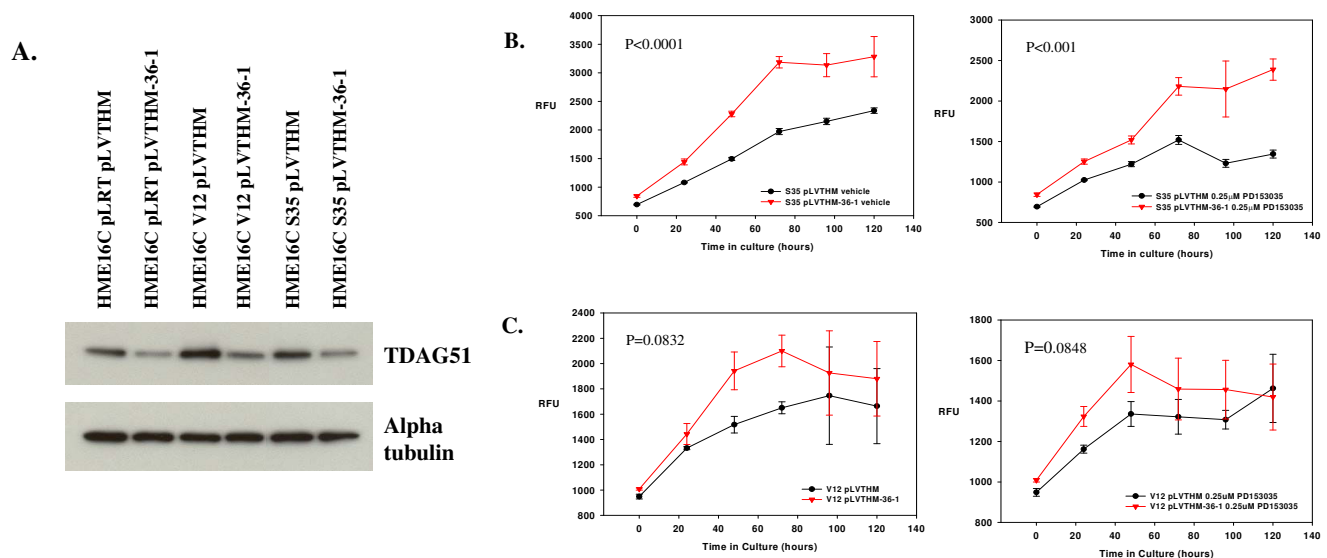 A.
HME16C pLRT pLVTHM
HME16C pLRT pLVTHM-36-1
HME16C V12 pLVTHM
HME16C V12 pLVTHM-36-1
HME16C S35 pLVTHM
HME16C S35 pLVTHM-36-1
TDAG51
Alpha
tubulin
B.
4000
3500
3000
2500
2000
1500
1000
500
RFU
P<0.0001
S35 pLVTHM vehicle
S35 pLVTHM-36-1 vehicle
0 20 40 60 80 100 120
Time in culture (hours)
3000
2500
2000
1500
1000
500
RFU
P<0.001
S35 pLVTHM 0.25µM PD153035
S35 pLVTHM-36-1 0.25µM PD153035
0 20 40 60 80 100 120
Time in culture (hours)
C.
2400
2200
2000
1800
1600
1400
1200
1000
800
RFU
P=0.0832
V12 pLVTHM
V12 pLVTHM-36-1
0 20 40 60 80 100 120 140
Time in Culture (hours)
1800
1600
1400
1200
1000
800
RFU
P=0.0848
V12 pLVTHM 0.25uM PD153035
V12 pLVTHM-36-1 0.25uM PD153035
0 20 40 60 80 100 120 140
Time in Culture (hours)